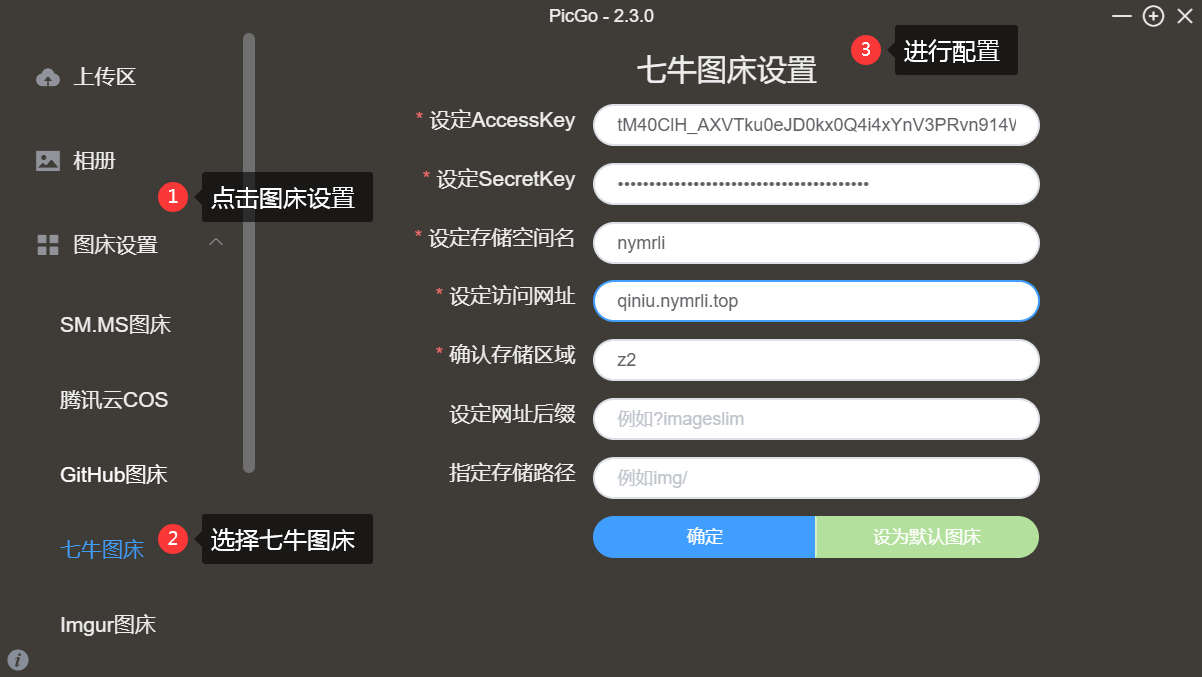 PicGo - 2.3.0
上传区
相册
1 点击图床设置
图床设置
SM.MS图床
腾讯云COS
GitHub图床
七牛图床
2 选择七牛图床
Imgur图床
七牛图床设置
3 进行配置
* 设定AccessKey
tM40ClH_AXVTku0eJD0kx0Q4i4xYnV3PRvn914W
* 设定SecretKey
* 设定存储空间名
nymrli
* 设定访问网址
qiniu.nymrli.top
* 确认存储区域
z2
设定网址后缀
例如?imageslim
指定存储路径
例如img/
确定
设为默认图床